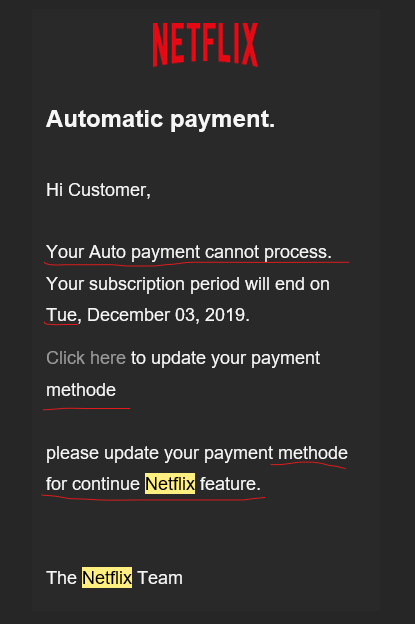 NETFLIX
Automatic payment.
Hi Customer,
Your Auto payment cannot process.
Your subscription period will end on
Tue, December 03, 2019.
Click here to update your payment
methode
please update your payment methode
for continue Netflix feature.
The Netflix Team